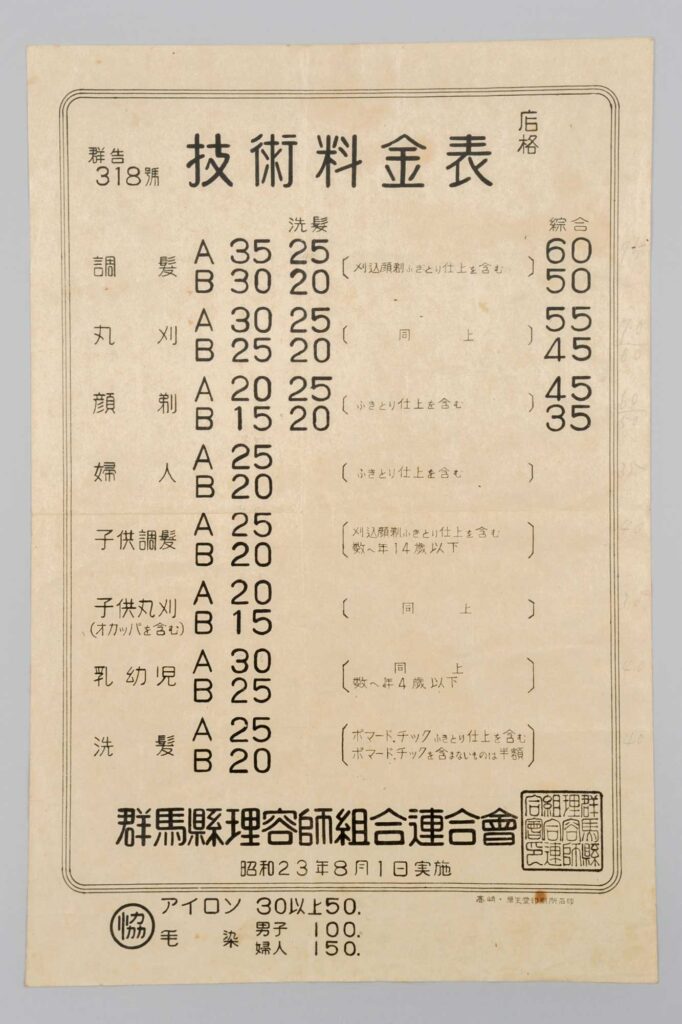 店格
群告
318號
技術料金表
洗髪 綜合
調髪 A 35 25 (刈込顔剃ふきとり仕上を含む) 60
B 30 20 50
丸刈 A 30 25 (同上) 55
B 25 20 45
顔剃 A 20 25 (ふきとり仕上を含む) 45
B 15 20 35
婦人 A 25 (ふきとり仕上を含む)
B 20
子供調髪 A 25 (刈込顔剃ふきとり仕上を含む
B 20 数へ年14歳以下)
子供丸刈 A 20 (同上)
(オカッパを含む) B 15
乳幼児 A 30 (同上
B 25 数へ年4歳以下)
洗髪 A 25 (ポマード.チックふきとり仕上を含む
B 20 ポマード.チックを含まないものは半額)
群馬縣理容師組合連合會
群馬縣理容師組合連合會印
昭和23年8月1日実施
協 アイロン 30以上50.
毛染 男子 100.
婦人 150.